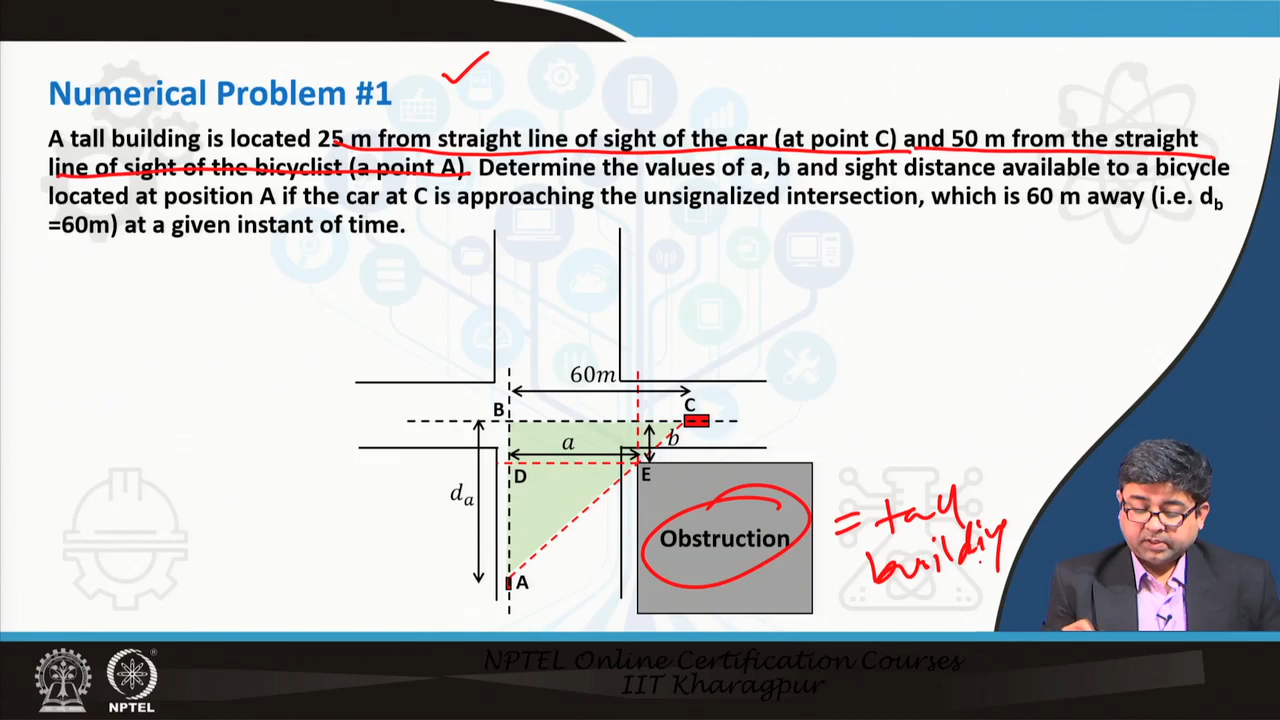 Numerical Problem #1
A tall building is located 25 m from straight line of sight of the car (at point C) and 50 m from the straight
line of sight of the bicyclist (a point A). Determine the values of a, b and sight distance available to a bicycle
located at position A if the car at C is approaching the unsignalized intersection, which is 60 m away (i.e. db
=60m) at a given instant of time.
60m
B
C
a
b
D
E
da
Obstruction
= tall
building
A
NPTEL Online Certification Courses
IIT Kharagpur
NPTEL